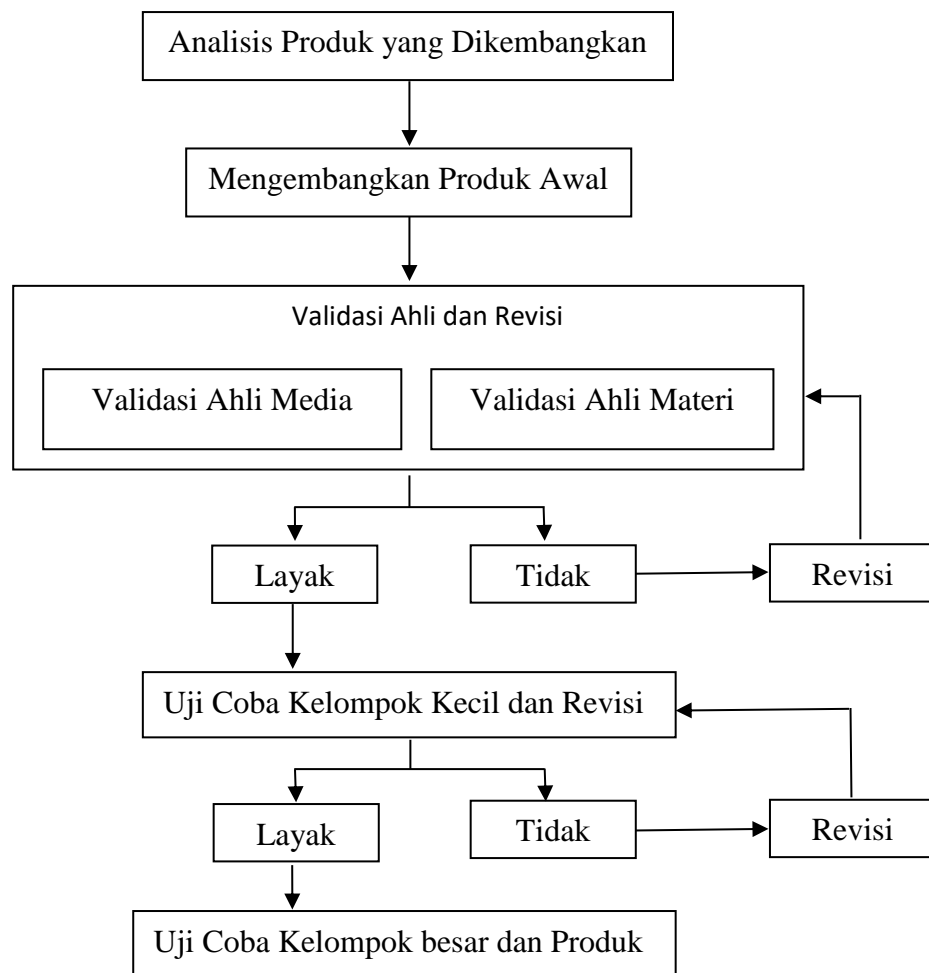 Analisis Produk yang Dikembangkan
Mengembangkan Produk Awal
Validasi Ahli dan Revisi
Validasi Ahli Media
Validasi Ahli Materi
Layak
Tidak
Revisi
Uji Coba Kelompok Kecil dan Revisi
Layak
Tidak
Revisi
Uji Coba Kelompok besar dan Produk